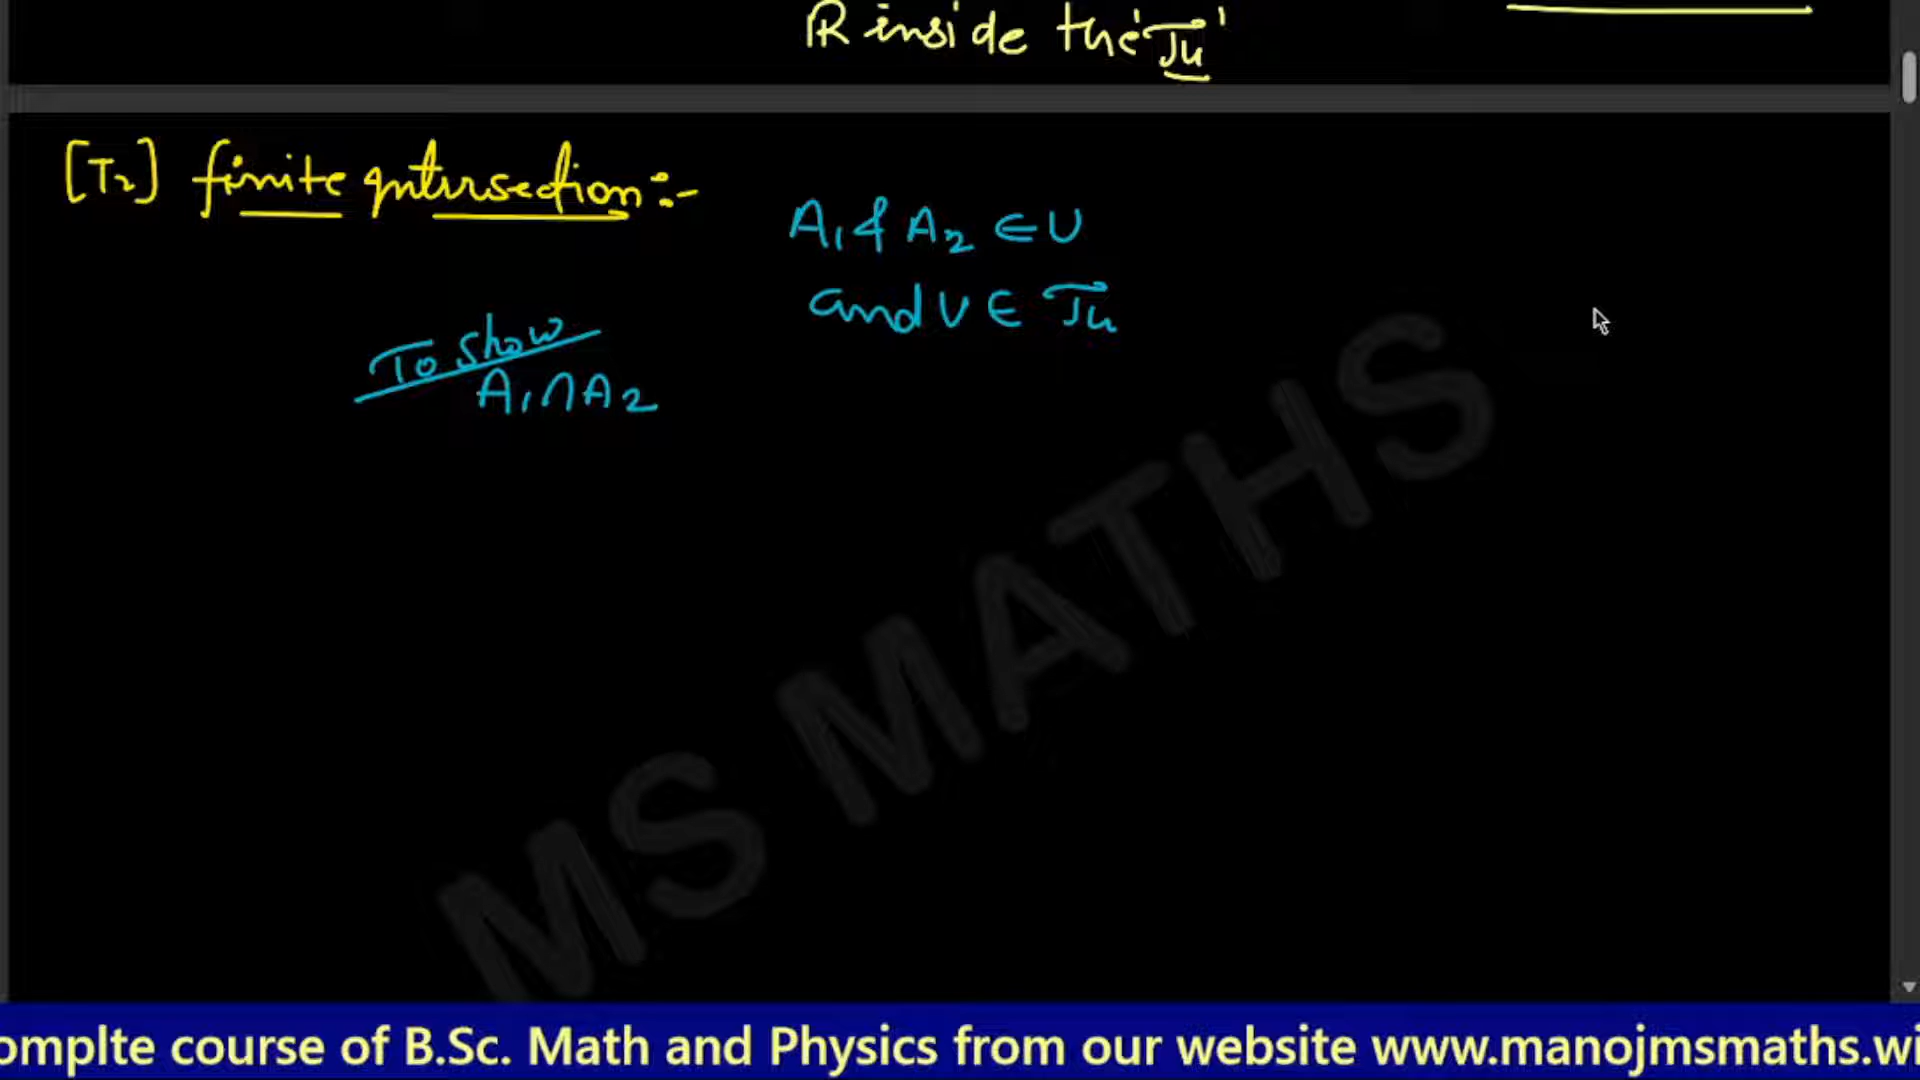 R inside the 'Tu'
[T2] finite intersection:-
A1 & A2 ∈ U
and U ∈ Tu
To show
A1∩A2
MS MATHS
omplte course of B.Sc. Math and Physics from our website www.manojmsmaths.wi